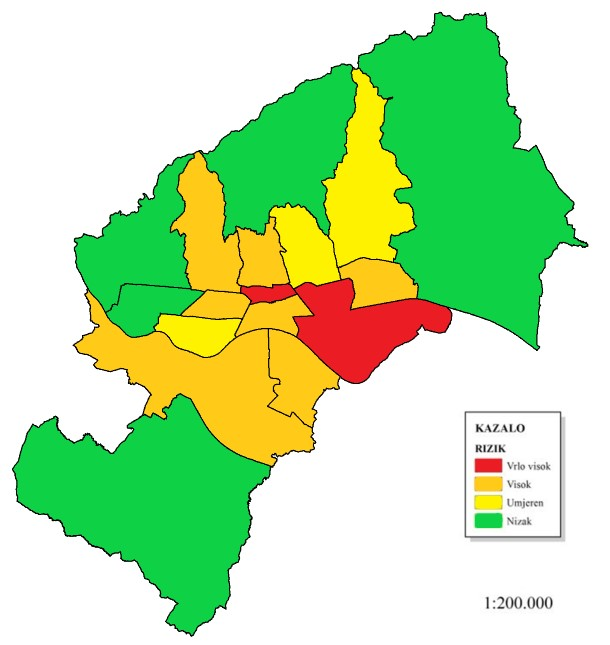 KAZALO
RIZIK
Vrlo visok
Visok
Umjeren
Nizak
1:200.000